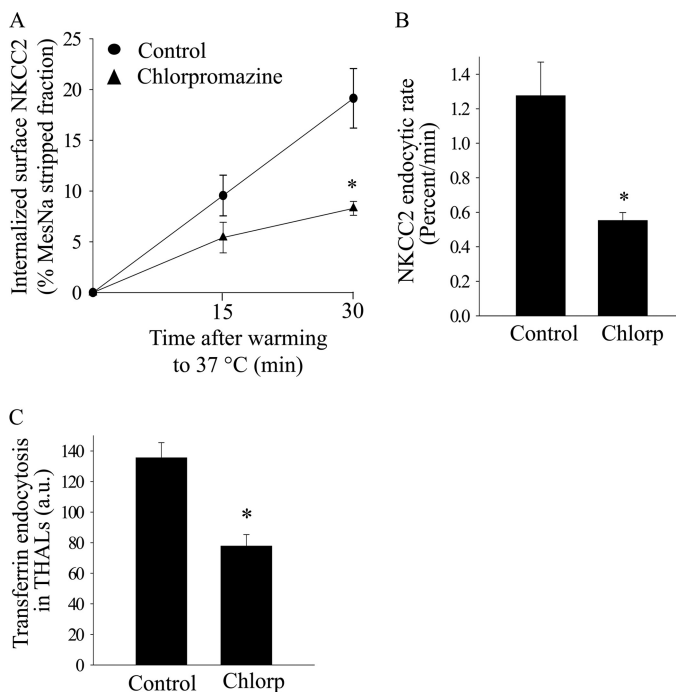 A
Internalized surface NKCC2
(% MesNa stripped fraction)
25
20
15
10
5
0
Control
Chlorpromazine
*
15
30
Time after warming
to 37 °C (min)
B
NKCC2 endocytic rate
(Percent/min)
1.4
1.2
1.0
0.8
0.6
0.4
0.2
0.0
*
Control
Chlorp
C
Transferrin endocytosis
in THALs (a.u.)
140
120
100
80
60
40
20
0
*
Control
Chlorp